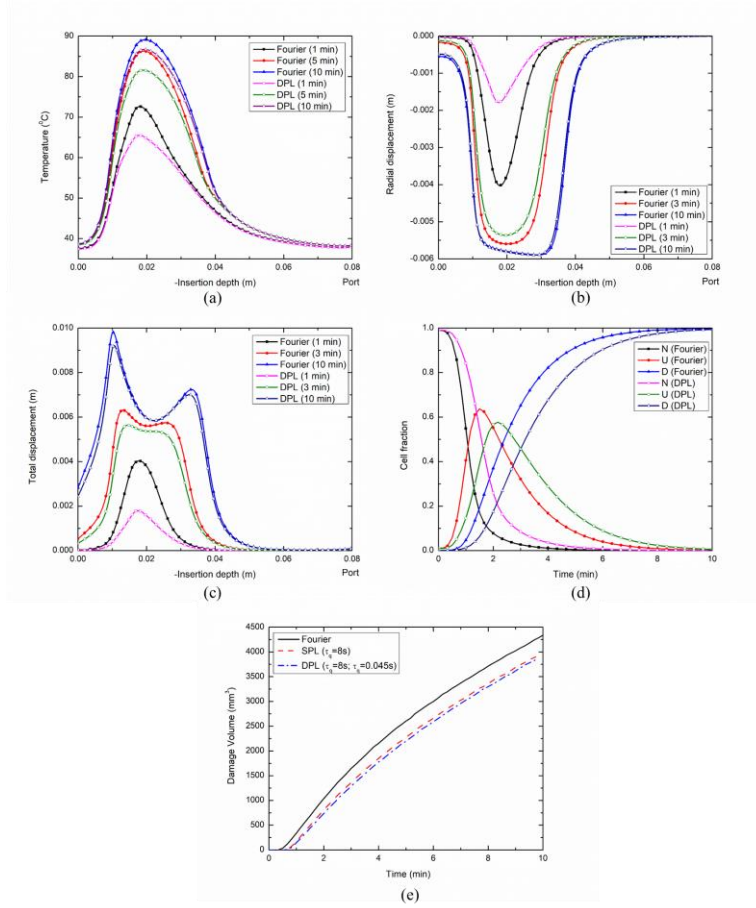 90
80
70
60
50
40
Temperature (⁰C)
Fourier (1 min)
Fourier (5 min)
Fourier (10 min)
DPL (1 min)
DPL (5 min)
DPL (10 min)
0.00 0.02 0.04 0.06 0.08
-Insertion depth (m) Port
(a)
0.000
-0.001
-0.002
-0.003
-0.004
-0.005
-0.006
Radial displacement (m)
Fourier (1 min)
Fourier (3 min)
Fourier (10 min)
DPL (1 min)
DPL (3 min)
DPL (10 min)
0.00 0.02 0.04 0.06 0.08
-Insertion depth (m) Port
(b)
0.010
0.008
0.006
0.004
0.002
0.000
Total displacement (m)
Fourier (1 min)
Fourier (3 min)
Fourier (10 min)
DPL (1 min)
DPL (3 min)
DPL (10 min)
0.00 0.02 0.04 0.06 0.08
-Insertion depth (m) Port
(c)
1.0
0.8
0.6
0.4
0.2
0.0
Cell fraction
N (Fourier)
U (Fourier)
D (Fourier)
N (DPL)
U (DPL)
D (DPL)
0 2 4 6 8 10
Time (min)
(d)
4500
4000
3500
3000
2500
2000
1500
1000
500
0
Damage Volume (mm³)
Fourier
SPL (τq=8s)
DPL (τq=8s; τq=0.045s)
0 2 4 6 8 10
Time (min)
(e)